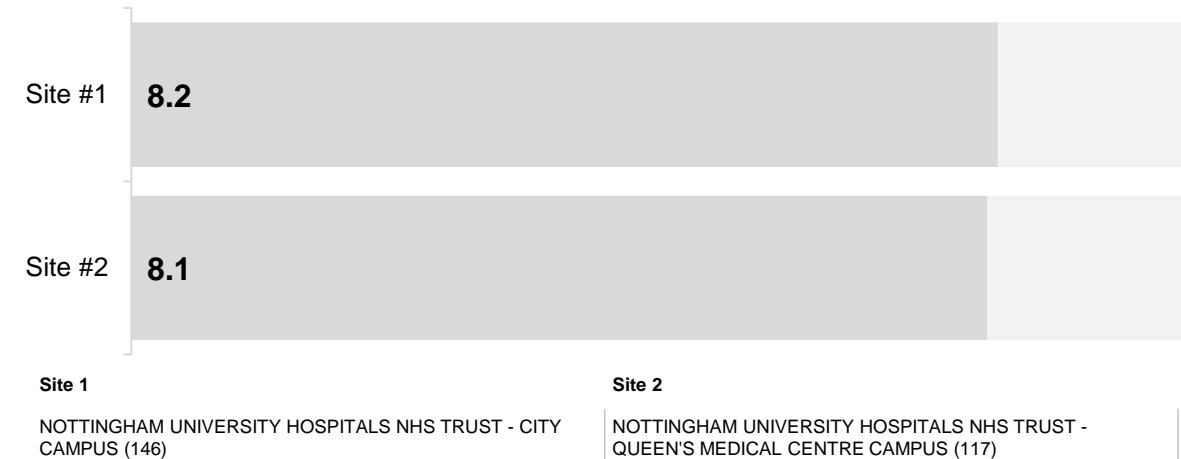 Site #1
8.2
Site #2
8.1
Site 1
NOTTINGHAM UNIVERSITY HOSPITALS NHS TRUST - CITY
CAMPUS (146)
Site 2
NOTTINGHAM UNIVERSITY HOSPITALS NHS TRUST -
QUEEN'S MEDICAL CENTRE CAMPUS (117)